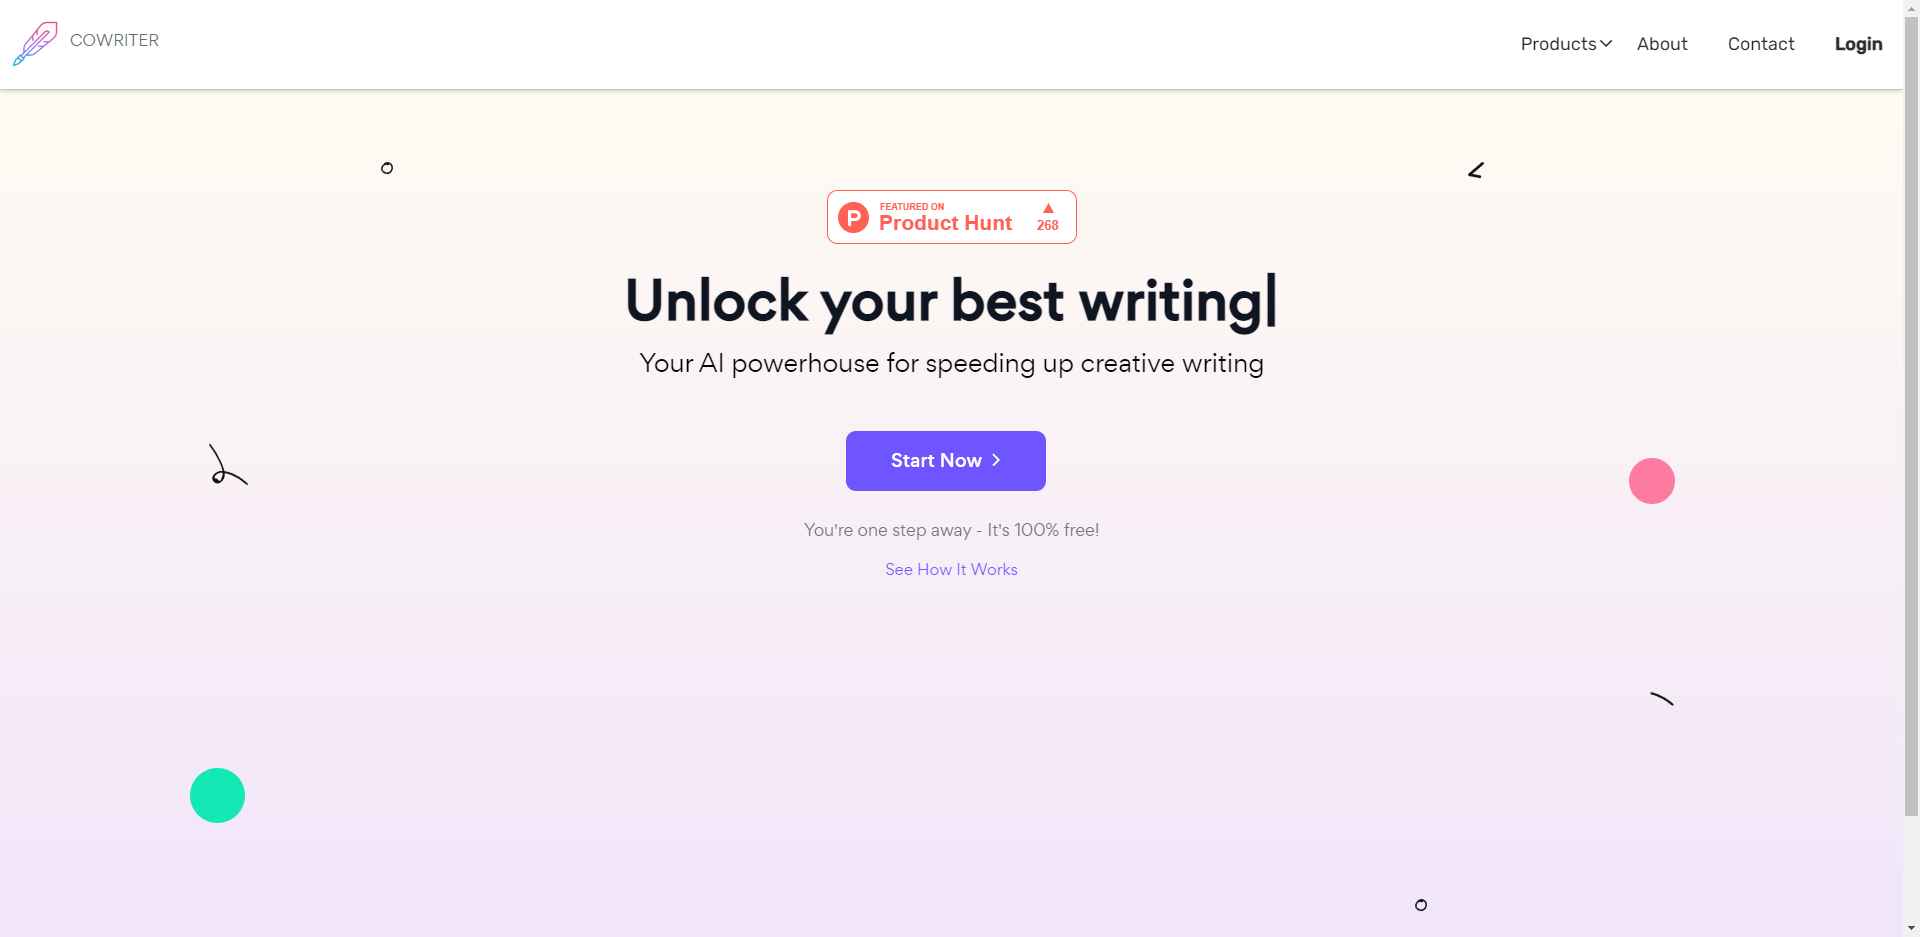 COWRITER
Products About Contact Login
FEATURED ON
Product Hunt
268
Unlock your best writing|
Your AI powerhouse for speeding up creative writing
Start Now
You're one step away - It's 100% free!
See How It Works